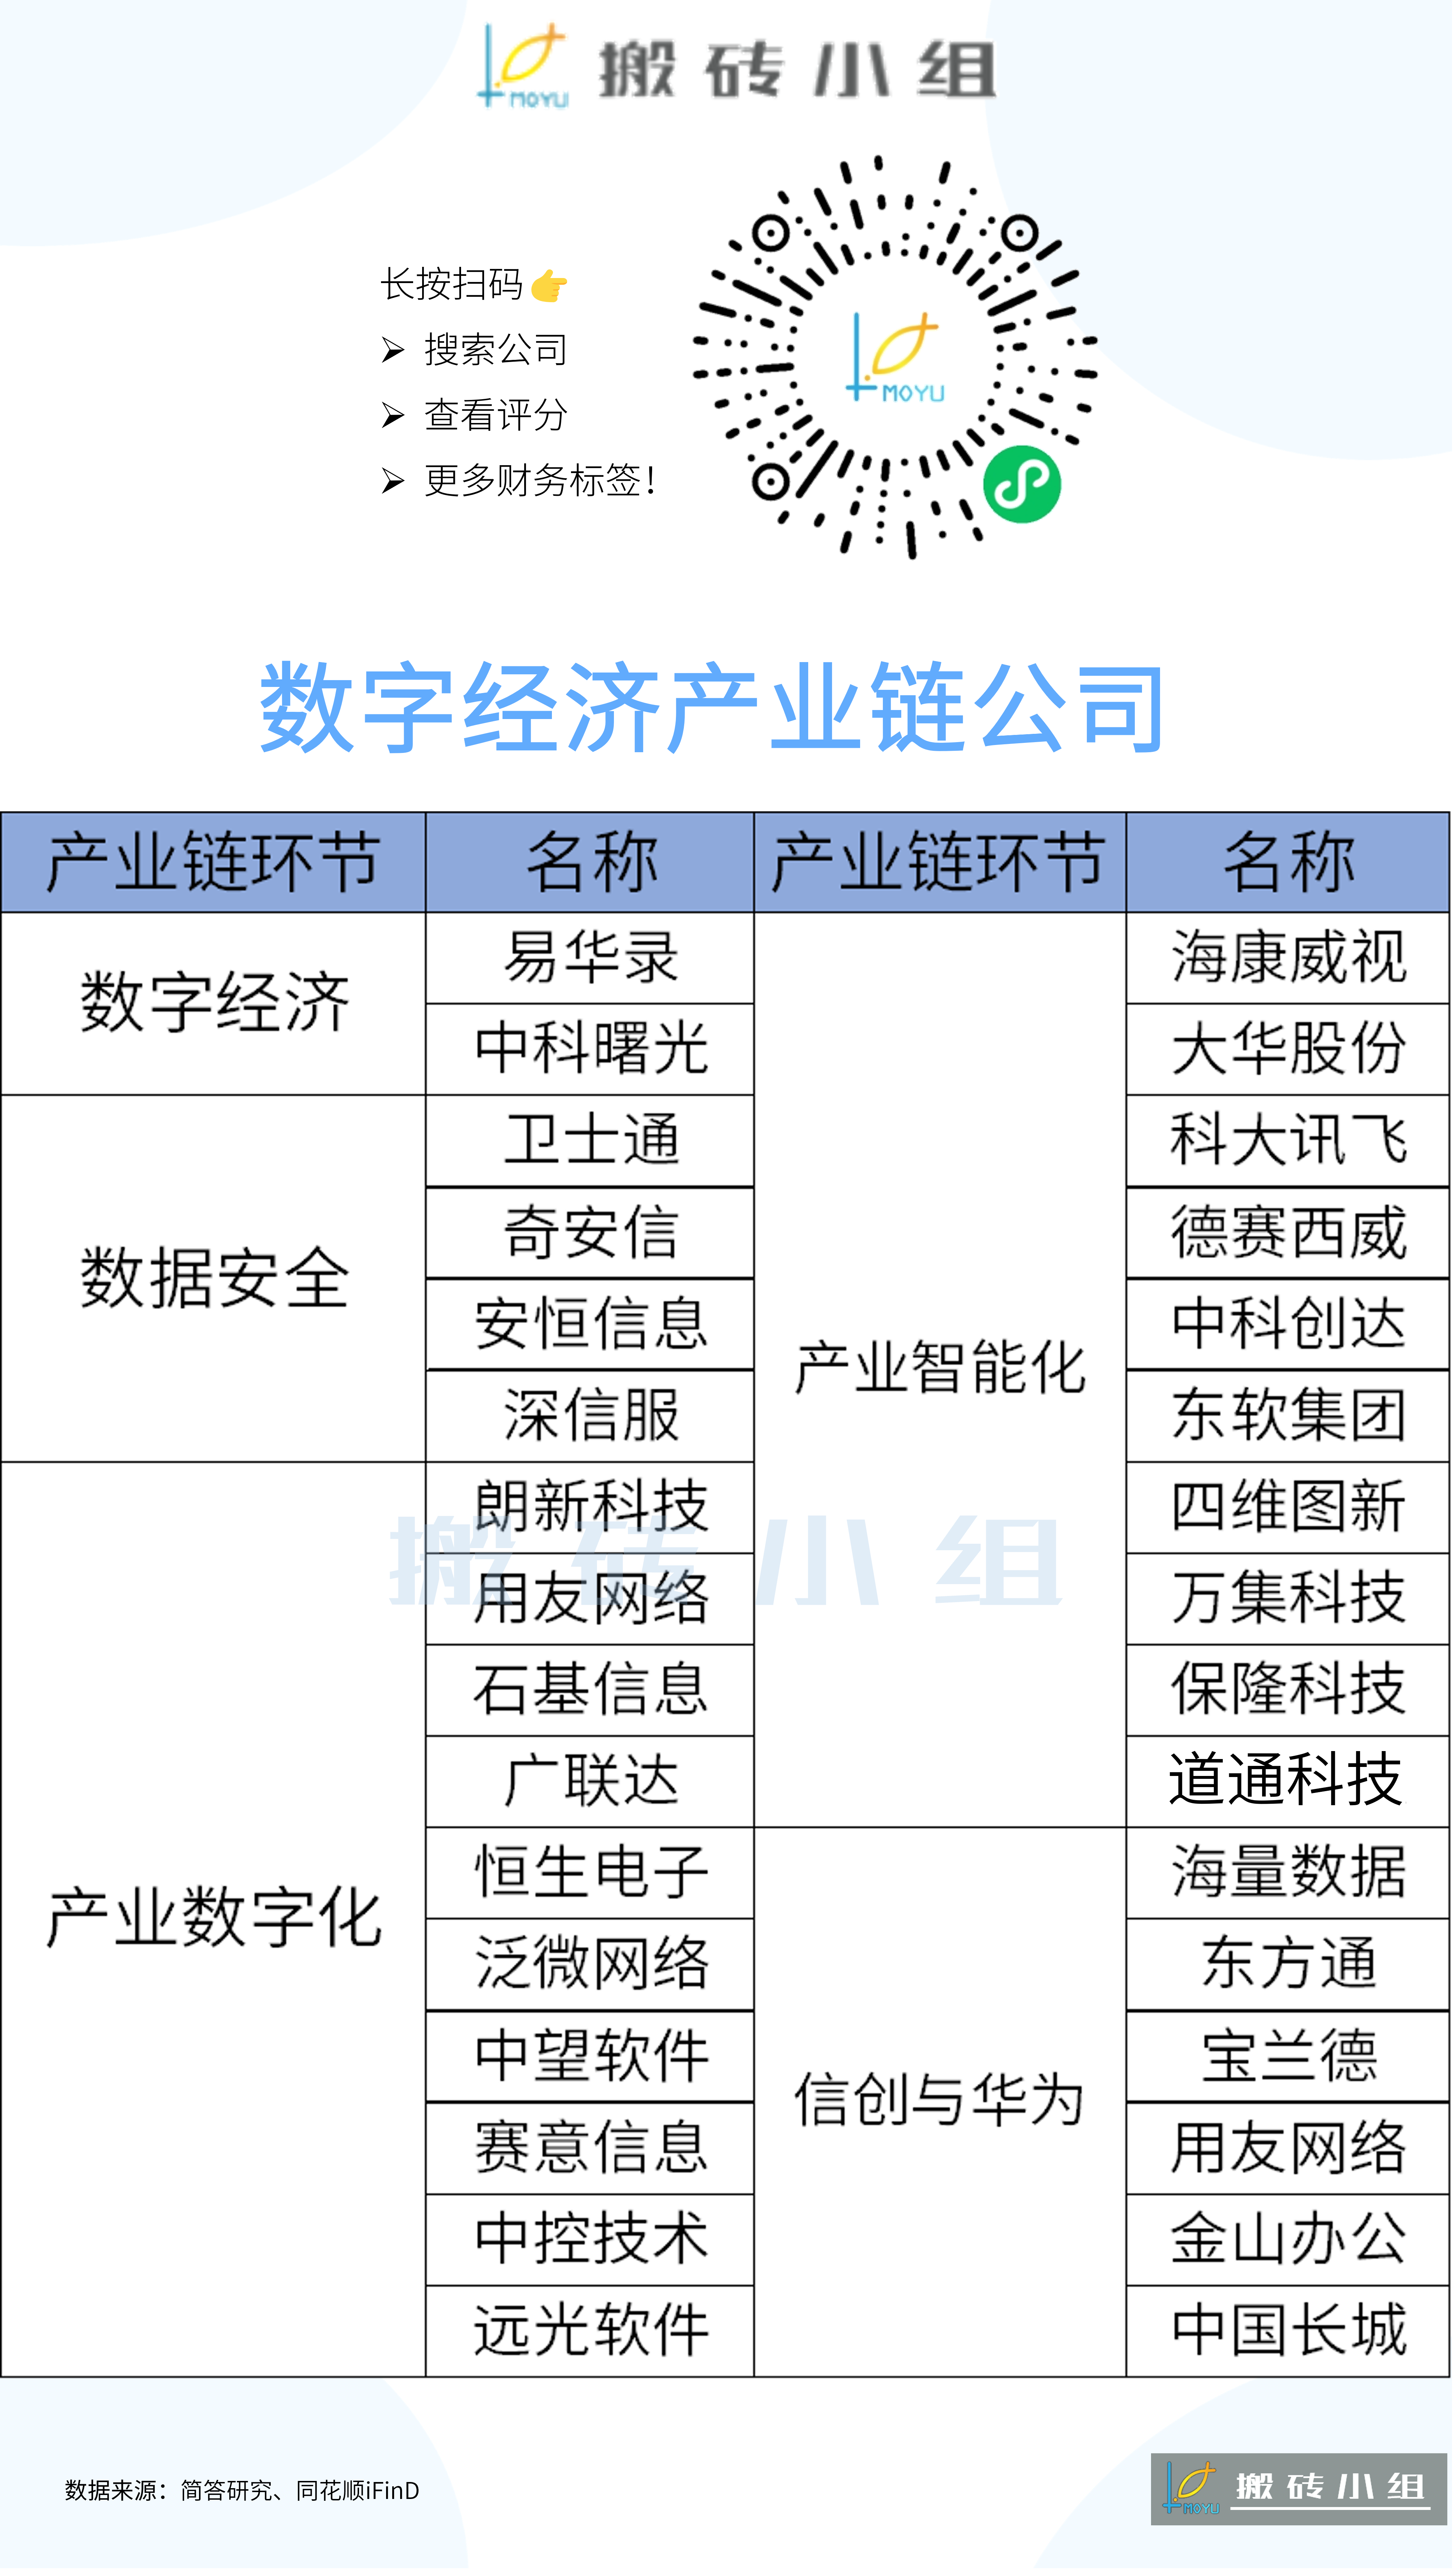 MOYU 搬砖小组
长按扫码
搜索公司
查看评分
更多财务标签！
MOYU
数字经济产业链公司
产业链环节 名称 产业链环节 名称
数字经济 易华录 产业智能化 海康威视
中科曙光 大华股份
数据安全 卫士通 科大讯飞
奇安信 德赛西威
安恒信息 中科创达
深信服 东软集团
产业数字化 朗新科技 四维图新
用友网络 万集科技
石基信息 保隆科技
广联达 道通科技
恒生电子 信创与华为 海量数据
泛微网络 东方通
中望软件 宝兰德
赛意信息 用友网络
中控技术 金山办公
远光软件 中国长城
搬砖小组
数据来源：简答研究、同花顺iFinD
MOYU 搬砖小组